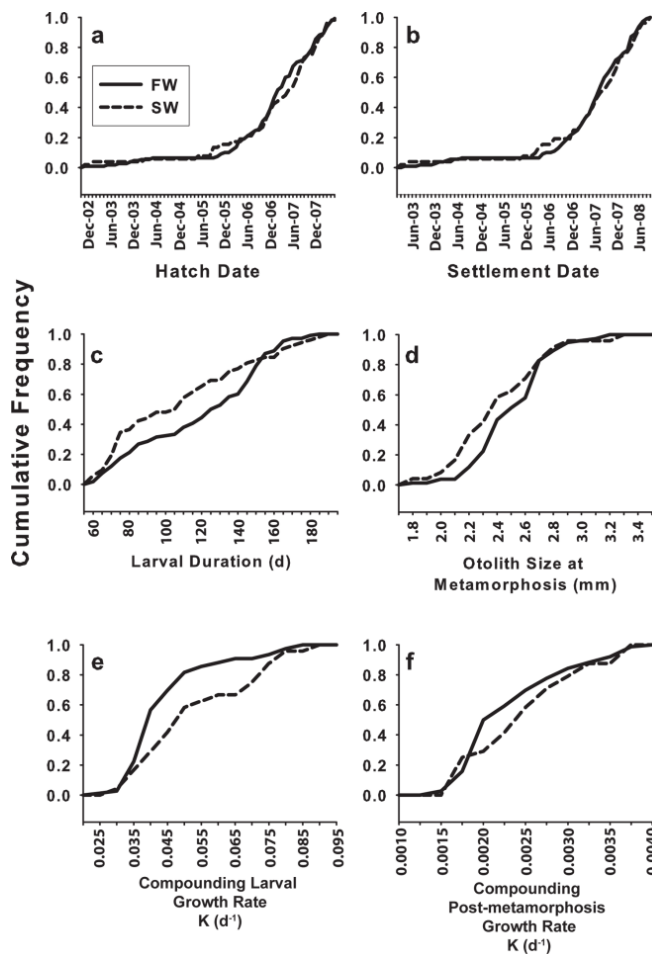 a
FW
SW
1.0
0.8
0.6
0.4
0.2
0.0
Dec-02
Jun-03
Dec-03
Jun-04
Dec-04
Jun-05
Dec-05
Jun-06
Dec-06
Jun-07
Dec-07
Hatch Date
b
1.0
0.8
0.6
0.4
0.2
0.0
Jun-03
Dec-03
Jun-04
Dec-04
Jun-05
Dec-05
Jun-06
Dec-06
Jun-07
Dec-07
Jun-08
Settlement Date
Cumulative Frequency
c
1.0
0.8
0.6
0.4
0.2
0.0
60
80
100
120
140
160
180
Larval Duration (d)
d
1.0
0.8
0.6
0.4
0.2
0.0
1.8
2.0
2.2
2.4
2.6
2.8
3.0
3.2
3.4
Otolith Size at
Metamorphosis (mm)
e
1.0
0.8
0.6
0.4
0.2
0.0
0.025
0.035
0.045
0.055
0.065
0.075
0.085
0.095
Compounding Larval
Growth Rate
K (d⁻¹)
f
1.0
0.8
0.6
0.4
0.2
0.0
0.0010
0.0015
0.0020
0.0025
0.0030
0.0035
0.0040
Compounding
Post-metamorphosis
Growth Rate
K (d⁻¹)